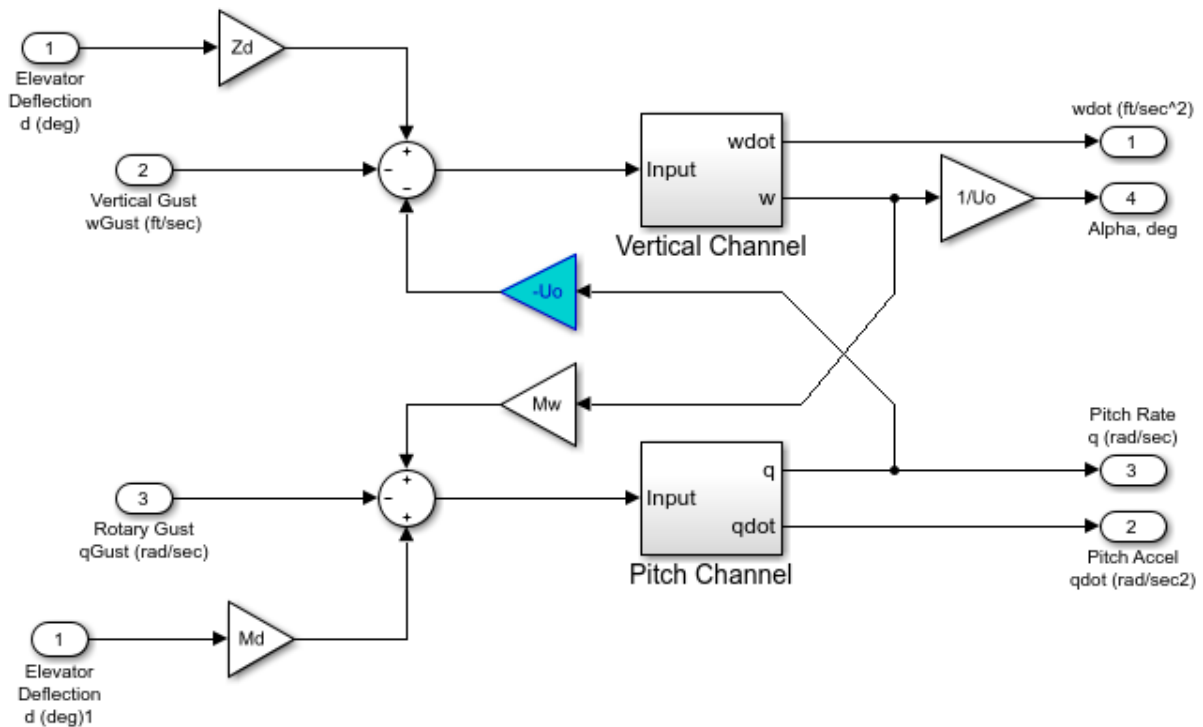 1
Elevator
Deflection
d (deg)
Zd
2
Vertical Gust
wGust (ft/sec)
+
−
−
Input
wdot
w
Vertical Channel
1/Uo
wdot (ft/sec^2)
1
4
Alpha, deg
-Uo
Mw
3
Rotary Gust
qGust (rad/sec)
+
−
+
Input
q
qdot
Pitch Channel
Pitch Rate
q (rad/sec)
3
2
Pitch Accel
qdot (rad/sec2)
1
Elevator
Deflection
d (deg)1
Md